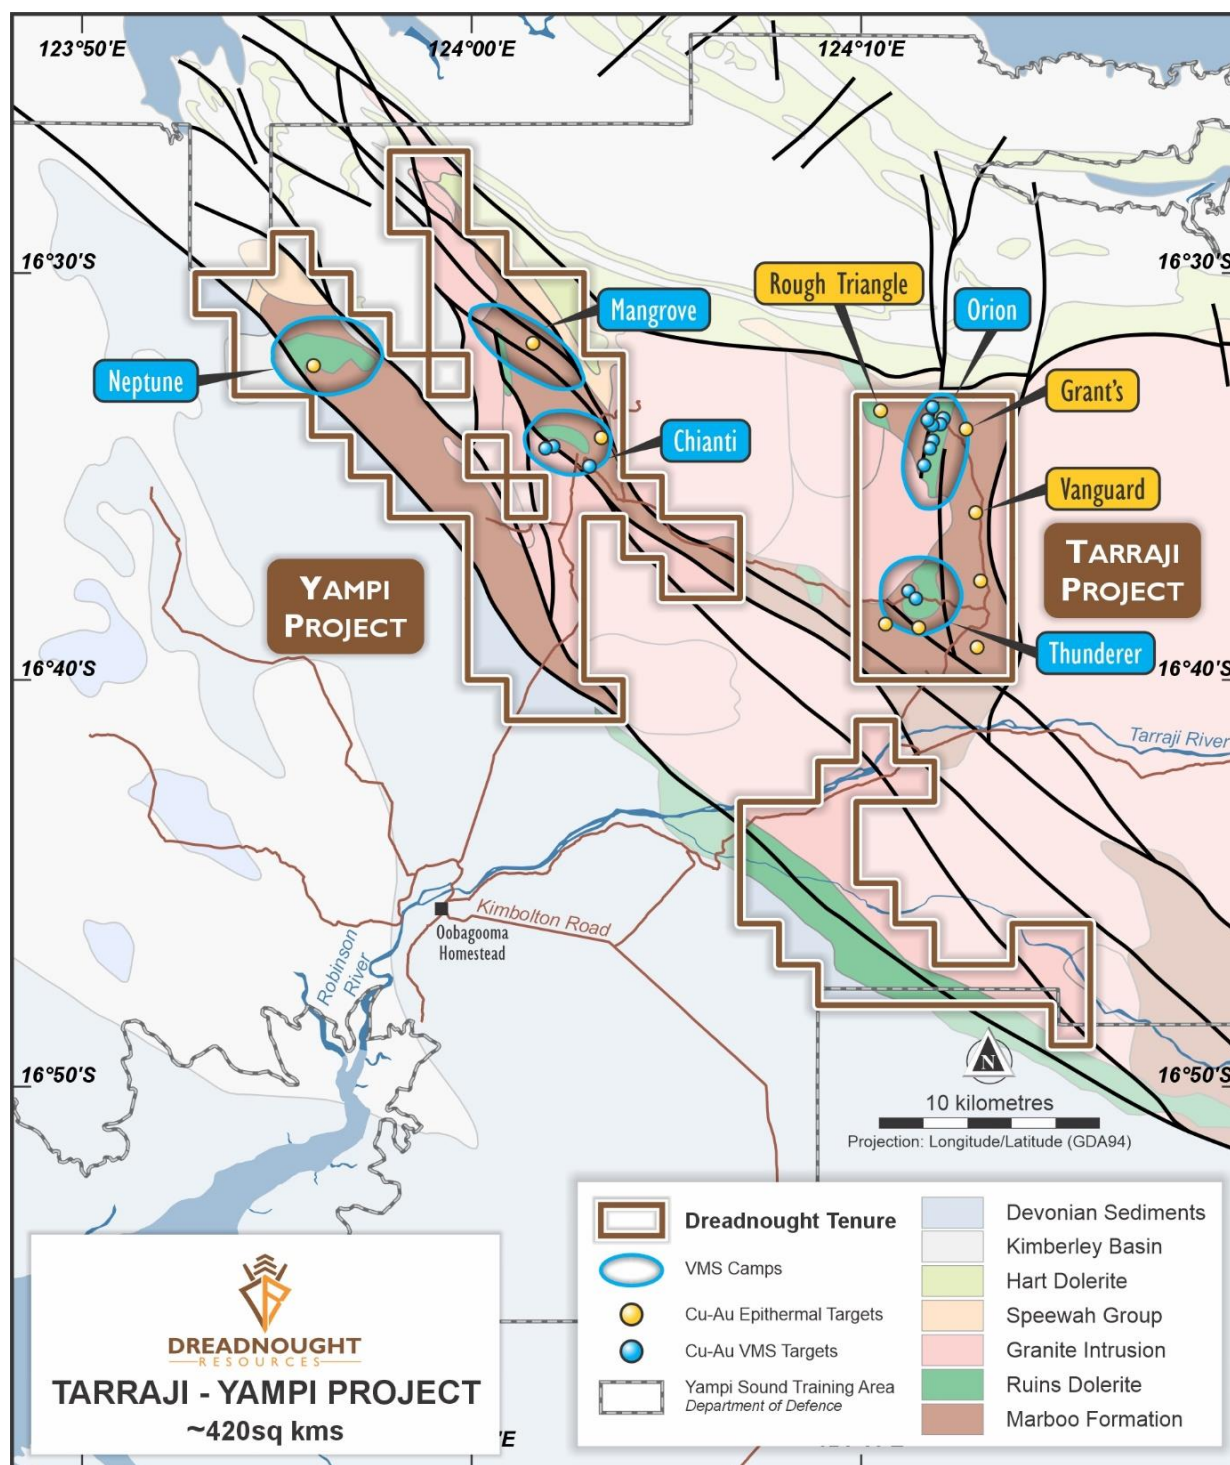 123°50'E
124°00'E
124°10'E
16°30'S
16°30'S
Rough Triangle
Orion
Mangrove
Neptune
Grant's
Chianti
Vanguard
TARRAJI
PROJECT
YAMPI
PROJECT
Thunderer
16°40'S
16°40'S
Tarraji River
Kimbolton Road
Oobagooma
Homestead
Robinson
River
N
16°50'S
16°50'S
10 kilometres
Projection: Longitude/Latitude (GDA94)
DREADNOUGHT
RESOURCES
TARRAJI - YAMPI PROJECT
~420sq kms
Dreadnought Tenure
VMS Camps
Cu-Au Epithermal Targets
Cu-Au VMS Targets
Yampi Sound Training Area
Department of Defence
Devonian Sediments
Kimberley Basin
Hart Dolerite
Speewah Group
Granite Intrusion
Ruins Dolerite
Marboo Formation